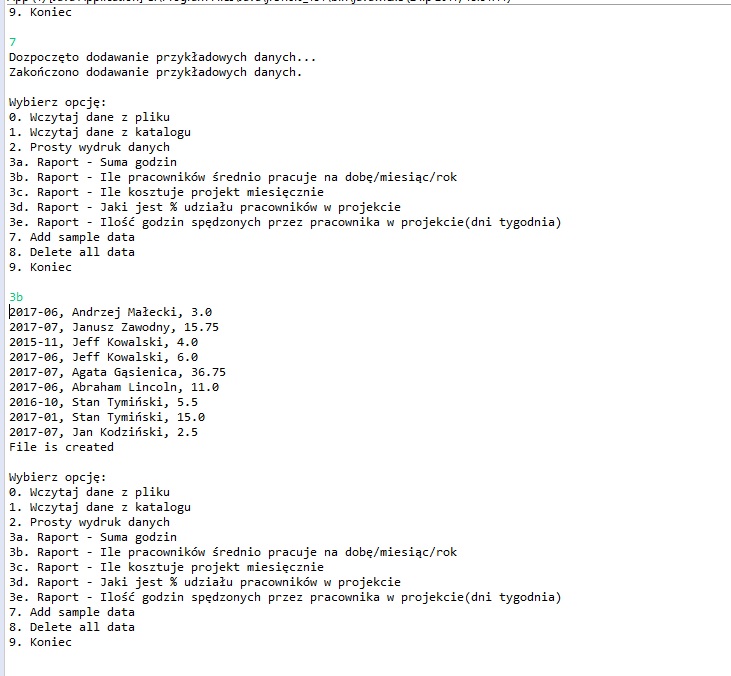 9. Koniec
7
Dozpoczęto dodawanie przykładowych danych...
Zakończono dodawanie przykładowych danych.
Wybierz opcję:
0. Wczytaj dane z pliku
1. Wczytaj dane z katalogu
2. Prosty wydruk danych
3a. Raport - Suma godzin
3b. Raport - Ile pracowników średnio pracuje na dobę/miesiąc/rok
3c. Raport - Ile kosztuje projekt miesięcznie
3d. Raport - Jaki jest % udziału pracowników w projekcie
3e. Raport - Ilość godzin spędzonych przez pracownika w projekcie(dni tygodnia)
7. Add sample data
8. Delete all data
9. Koniec
3b
2017-06, Andrzej Małecki, 3.0
2017-07, Janusz Zawodny, 15.75
2015-11, Jeff Kowalski, 4.0
2017-06, Jeff Kowalski, 6.0
2017-07, Agata Gąsienica, 36.75
2017-06, Abraham Lincoln, 11.0
2016-10, Stan Tymiński, 5.5
2017-01, Stan Tymiński, 15.0
2017-07, Jan Kodziński, 2.5
File is created
Wybierz opcję:
0. Wczytaj dane z pliku
1. Wczytaj dane z katalogu
2. Prosty wydruk danych
3a. Raport - Suma godzin
3b. Raport - Ile pracowników średnio pracuje na dobę/miesiąc/rok
3c. Raport - Ile kosztuje projekt miesięcznie
3d. Raport - Jaki jest % udziału pracowników w projekcie
3e. Raport - Ilość godzin spędzonych przez pracownika w projekcie(dni tygodnia)
7. Add sample data
8. Delete all data
9. Koniec